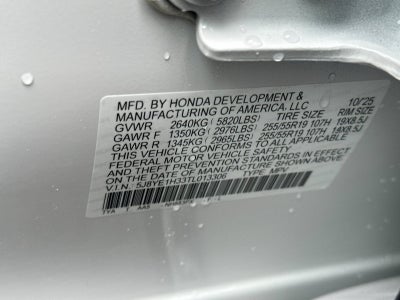 MFD. BY HONDA DEVELOPMENT & 10/25
MANUFACTURING OF AMERICA, LLC
GVWR 2640KG (5820LBS) TIRE SIZE RIM SIZE
GAWR F 1350KG (2976LBS) 255/55R19 107H 19X8.5J
GAWR R 1345KG (2965LBS) 255/55R19 107H 19X8.5J
THIS VEHICLE CONFORMS TO ALL APPLICABLE
FEDERAL MOTOR VEHICLE SAFETY
AND THEFT PREVENTION STANDARDS IN EFFECT
ON THE DATE OF MANUFACTURE SHOWN ABOVE.
V.I.N.: 5J8YE1H33TL013306 TYPE: MPV
TYA AAS